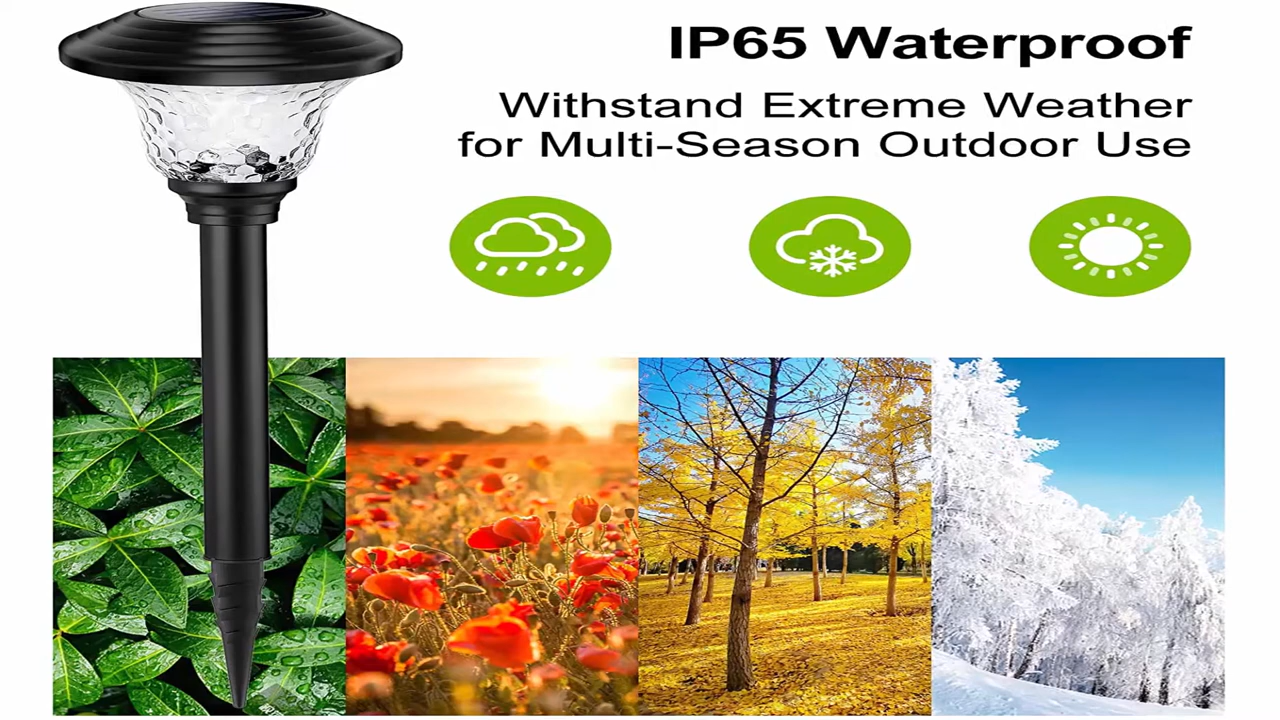 IP65 Waterproof
Withstand Extreme Weather
for Multi-Season Outdoor Use